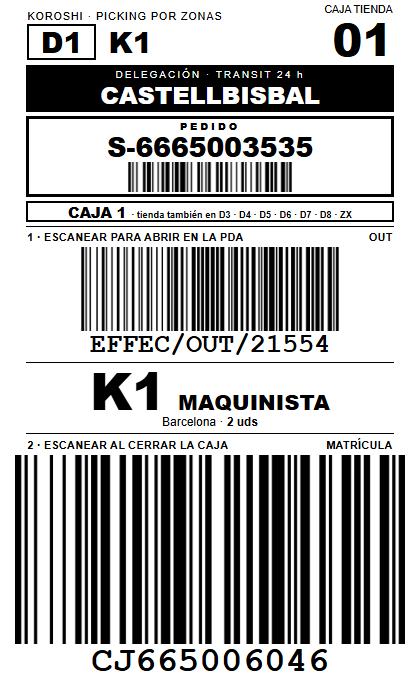 KOROSHI · PICKING POR ZONAS
CAJA TIENDA
D1 K1
01
DELEGACIÓN · TRANSIT 24 h
CASTELLBISBAL
PEDIDO
S-6665003535
CAJA 1 · tienda también en D3 · D4 · D5 · D6 · D7 · D8 · ZX
1 · ESCANEAR PARA ABRIR EN LA PDA
OUT
EFFEC/OUT/21554
K1 MAQUINISTA
Barcelona · 2 uds
2 · ESCANEAR AL CERRAR LA CAJA
MATRÍCULA
CJ665006046